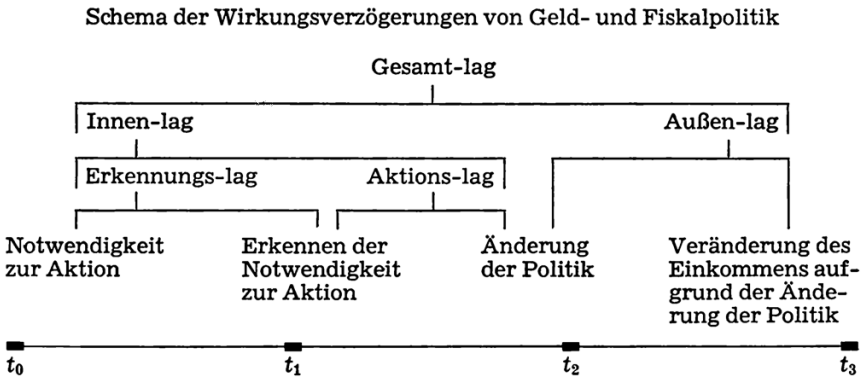 Schema der Wirkungsverzögerungen von Geld- und Fiskalpolitik
Gesamt-lag
Innen-lag
Außen-lag
Erkennungs-lag
Aktions-lag
Notwendigkeit
zur Aktion
Erkennen der
Notwendigkeit
zur Aktion
Änderung
der Politik
Veränderung des
Einkommens auf-
grund der Ände-
rung der Politik
t0
t1
t2
t3